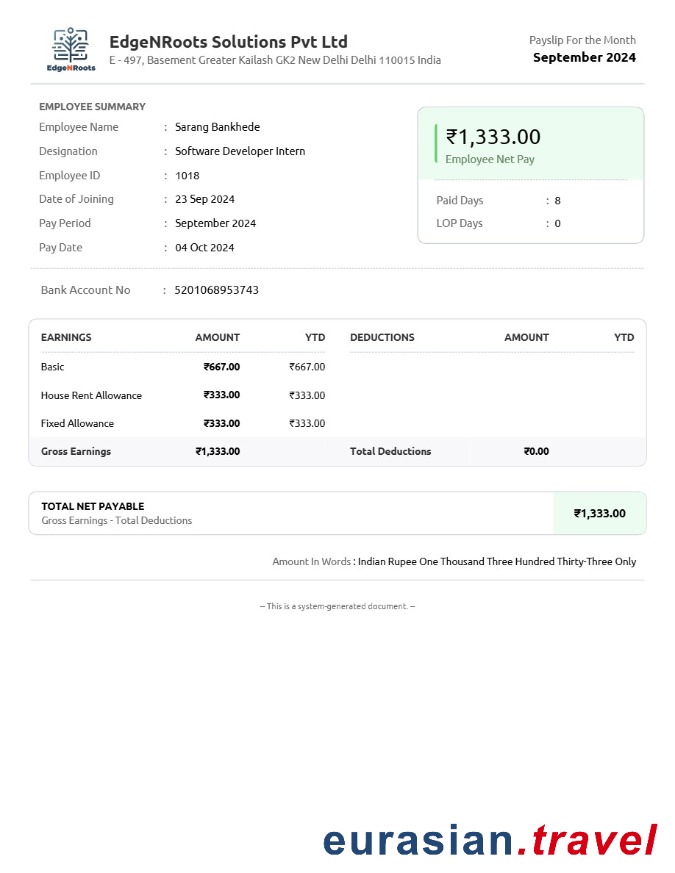 EdgeNRoots
EdgeNRoots Solutions Pvt Ltd
E - 497, Basement Greater Kailash GK2 New Delhi Delhi 110015 India
Payslip For the Month
September 2024
EMPLOYEE SUMMARY
Employee Name : Sarang Bankhede
Designation : Software Developer Intern
Employee ID : 1018
Date of Joining : 23 Sep 2024
Pay Period : September 2024
Pay Date : 04 Oct 2024
₹1,333.00
Employee Net Pay
Paid Days : 8
LOP Days : 0
Bank Account No : 5201068953743
EARNINGS AMOUNT YTD DEDUCTIONS AMOUNT YTD
Basic ₹667.00 ₹667.00
House Rent Allowance ₹333.00 ₹333.00
Fixed Allowance ₹333.00 ₹333.00
Gross Earnings ₹1,333.00 Total Deductions ₹0.00
TOTAL NET PAYABLE
Gross Earnings - Total Deductions
₹1,333.00
Amount In Words : Indian Rupee One Thousand Three Hundred Thirty-Three Only
-- This is a system-generated document. --
eurasian.travel